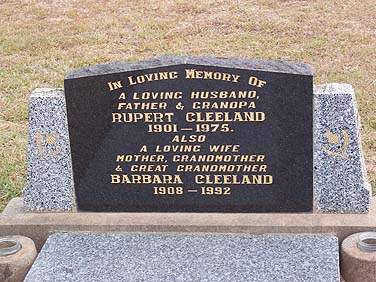 In Loving Memory Of
A LOVING HUSBAND,
FATHER & GRANDPA
RUPERT CLEELAND
1901—1975.
ALSO
A LOVING WIFE
MOTHER, GRANDMOTHER
& GREAT GRANDMOTHER
BARBARA CLEELAND
1908—1992